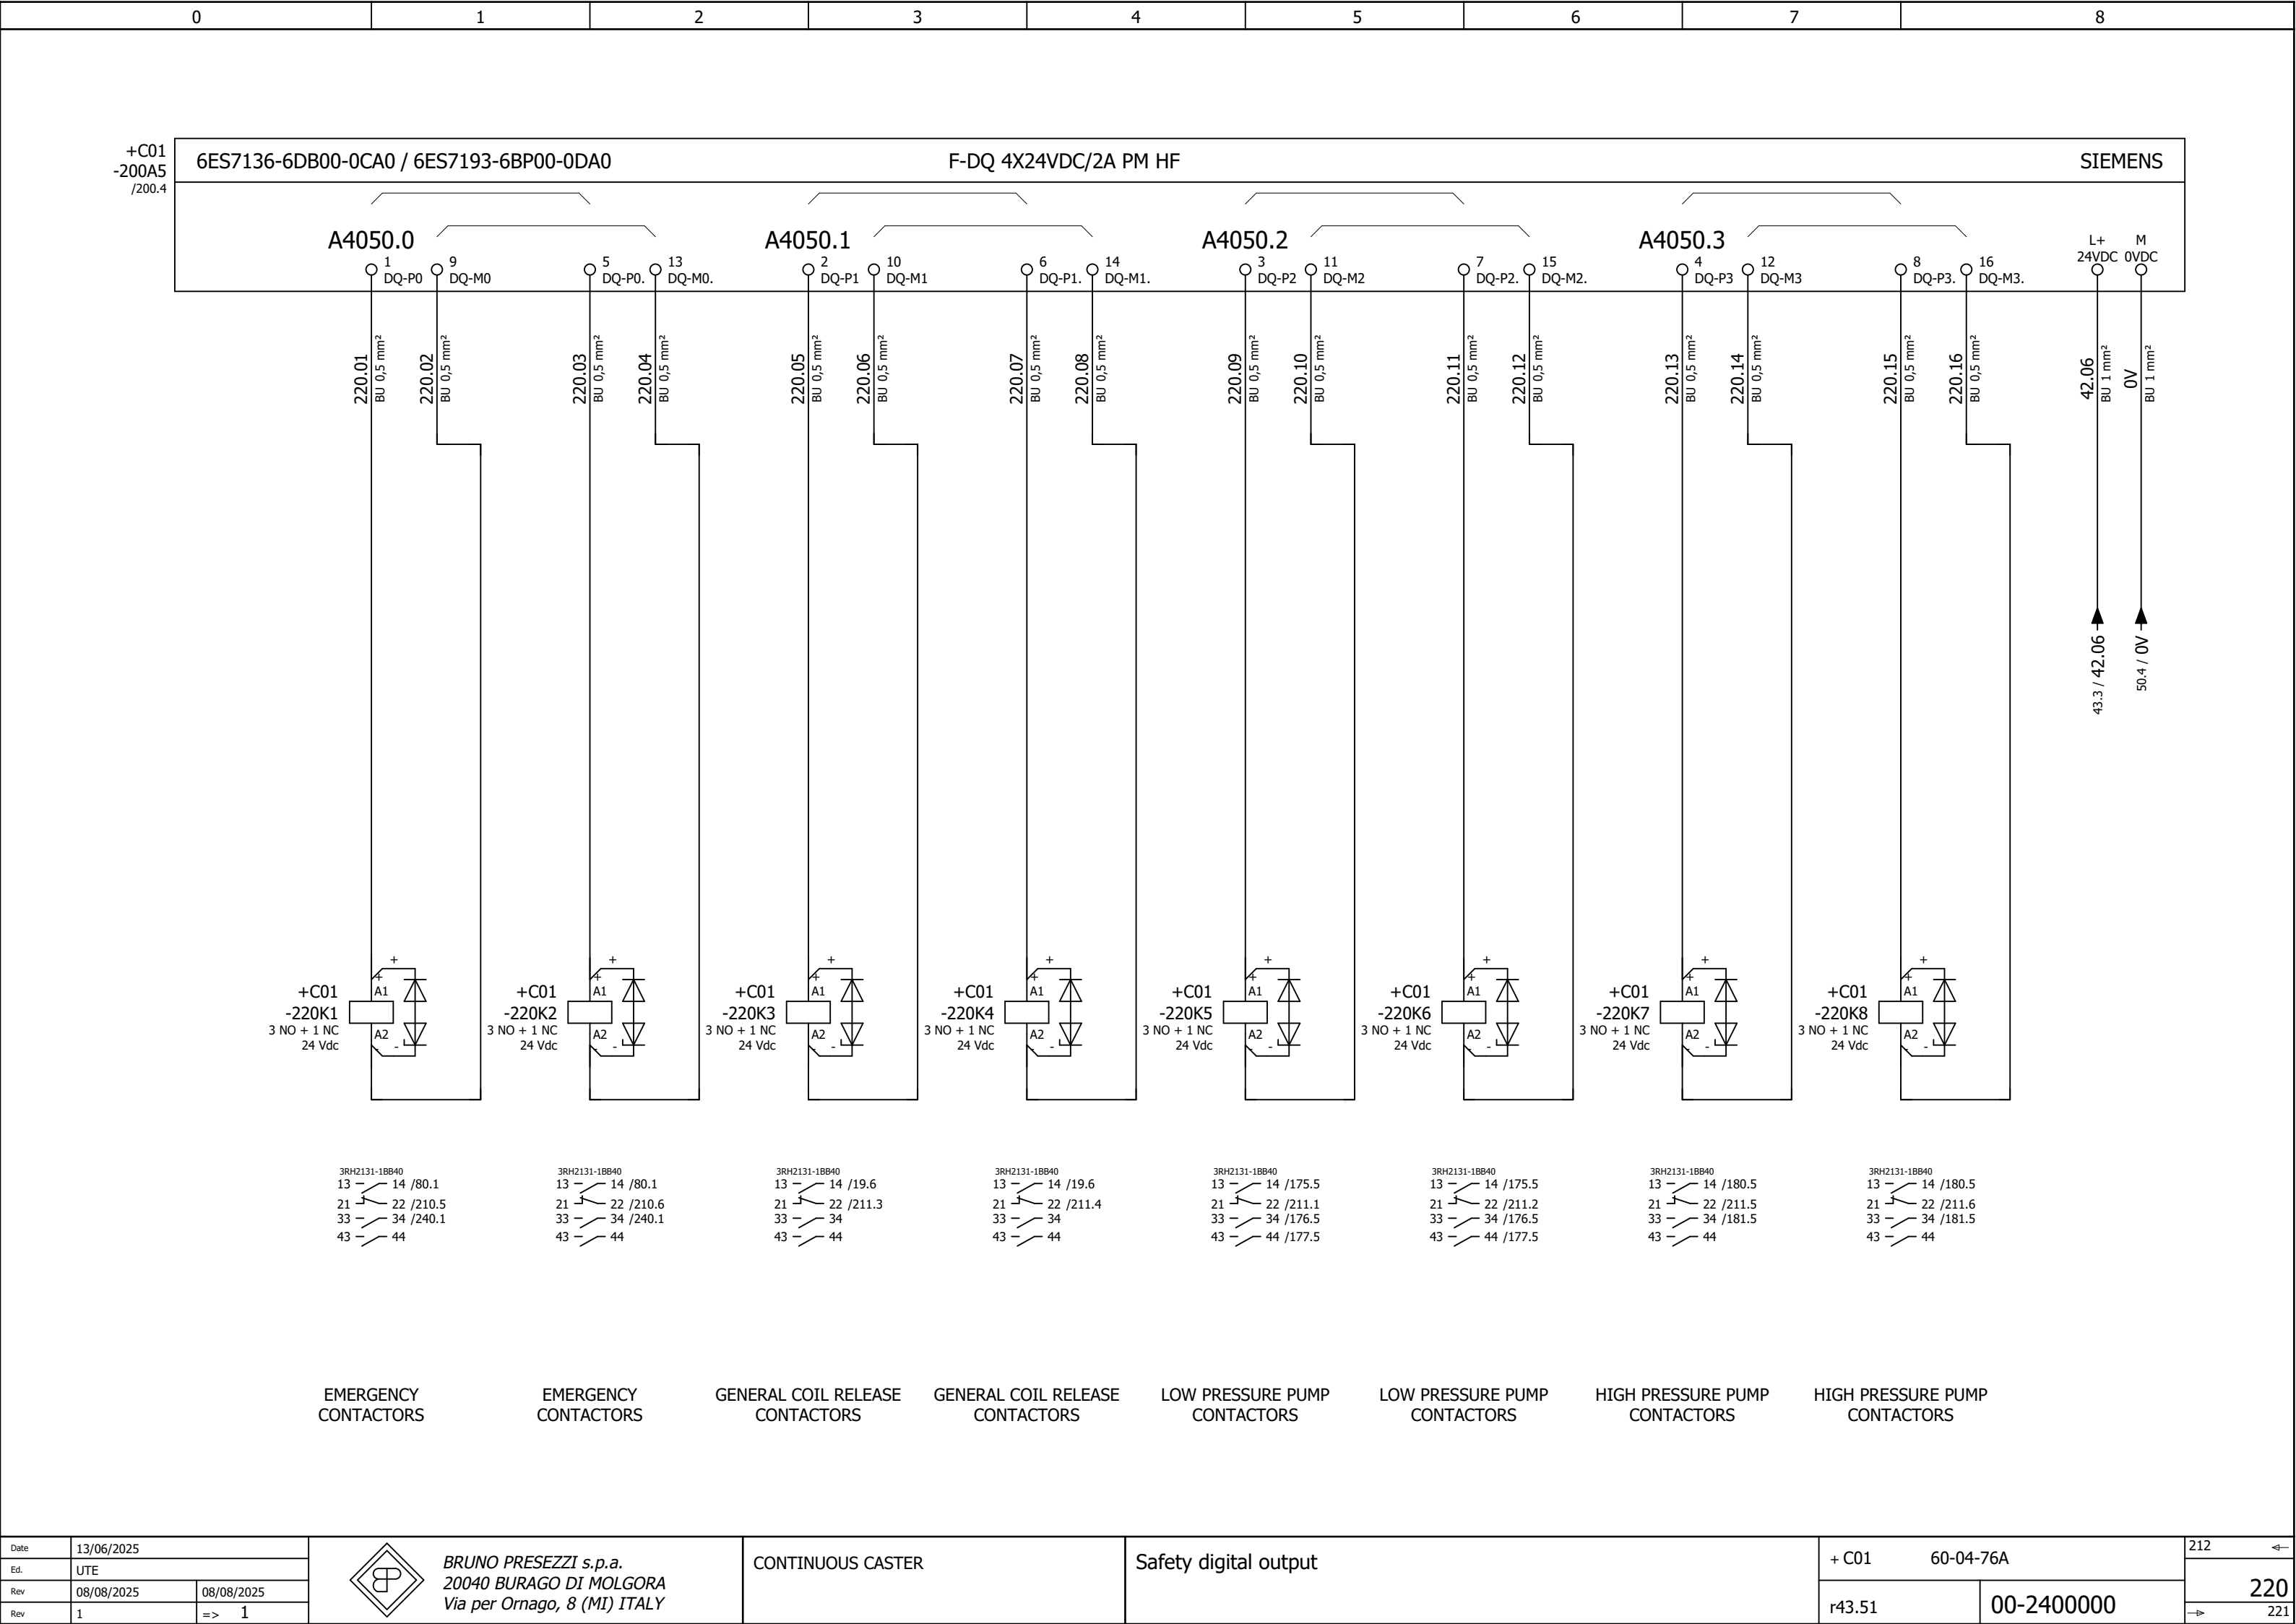 0 1 2 3 4 5 6 7 8
+C01
-200A5
/200.4
6ES7136-6DB00-0CA0 / 6ES7193-6BP00-0DA0 F-DQ 4X24VDC/2A PM HF SIEMENS
A4050.0 A4050.1 A4050.2 A4050.3
L+ M
24VDC 0VDC
1 9 5 13 2 10 6 14 3 11 7 15 4 12 8 16
DQ-P0 DQ-M0 DQ-P0. DQ-M0. DQ-P1 DQ-M1 DQ-P1. DQ-M1. DQ-P2 DQ-M2 DQ-P2. DQ-M2. DQ-P3 DQ-M3 DQ-P3. DQ-M3.
220.01 BU 0,5 mm²
220.02 BU 0,5 mm²
220.03 BU 0,5 mm²
220.04 BU 0,5 mm²
220.05 BU 0,5 mm²
220.06 BU 0,5 mm²
220.07 BU 0,5 mm²
220.08 BU 0,5 mm²
220.09 BU 0,5 mm²
220.10 BU 0,5 mm²
220.11 BU 0,5 mm²
220.12 BU 0,5 mm²
220.13 BU 0,5 mm²
220.14 BU 0,5 mm²
220.15 BU 0,5 mm²
220.16 BU 0,5 mm²
42.06 BU 1 mm²
0V BU 1 mm²
43.3 / 42.06
50.4 / 0V
+ + + + + + + +
+ + + + + + + +
+C01 A1 +C01 A1 +C01 A1 +C01 A1 +C01 A1 +C01 A1 +C01 A1 +C01 A1
-220K1 -220K2 -220K3 -220K4 -220K5 -220K6 -220K7 -220K8
3 NO + 1 NC A2 3 NO + 1 NC A2 3 NO + 1 NC A2 3 NO + 1 NC A2 3 NO + 1 NC A2 3 NO + 1 NC A2 3 NO + 1 NC A2 3 NO + 1 NC A2
24 Vdc - 24 Vdc - 24 Vdc - 24 Vdc - 24 Vdc - 24 Vdc - 24 Vdc - 24 Vdc -
3RH2131-1BB40 3RH2131-1BB40 3RH2131-1BB40 3RH2131-1BB40 3RH2131-1BB40 3RH2131-1BB40 3RH2131-1BB40 3RH2131-1BB40
13 14 /80.1 13 14 /80.1 13 14 /19.6 13 14 /19.6 13 14 /175.5 13 14 /175.5 13 14 /180.5 13 14 /180.5
21 22 /210.5 21 22 /210.6 21 22 /211.3 21 22 /211.4 21 22 /211.1 21 22 /211.2 21 22 /211.5 21 22 /211.6
33 34 /240.1 33 34 /240.1 33 34 33 34 33 34 /176.5 33 34 /176.5 33 34 /181.5 33 34 /181.5
43 44 43 44 43 44 43 44 43 44 /177.5 43 44 /177.5 43 44 43 44
EMERGENCY EMERGENCY GENERAL COIL RELEASE GENERAL COIL RELEASE LOW PRESSURE PUMP LOW PRESSURE PUMP HIGH PRESSURE PUMP HIGH PRESSURE PUMP
CONTACTORS CONTACTORS CONTACTORS CONTACTORS CONTACTORS CONTACTORS CONTACTORS CONTACTORS
Date 13/06/2025
Ed. UTE
Rev 08/08/2025 08/08/2025
Rev 1 => 1
BP
BRUNO PRESEZZI s.p.a.
20040 BURAGO DI MOLGORA
Via per Ornago, 8 (MI) ITALY
CONTINUOUS CASTER
Safety digital output
+ C01 60-04-76A
r43.51 00-2400000
212
220
221